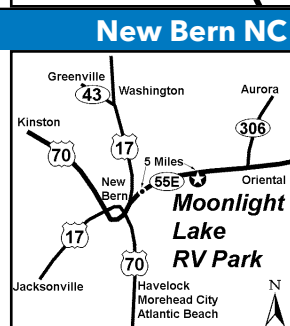 New Bern NC
Greenville
43
Washington
Aurora
Kinston
306
70
17
5 Miles
55E
Oriental
New
Bern
Moonlight
Lake
RV Park
17
70
Jacksonville
Havelock
Morehead City
Atlantic Beach
N